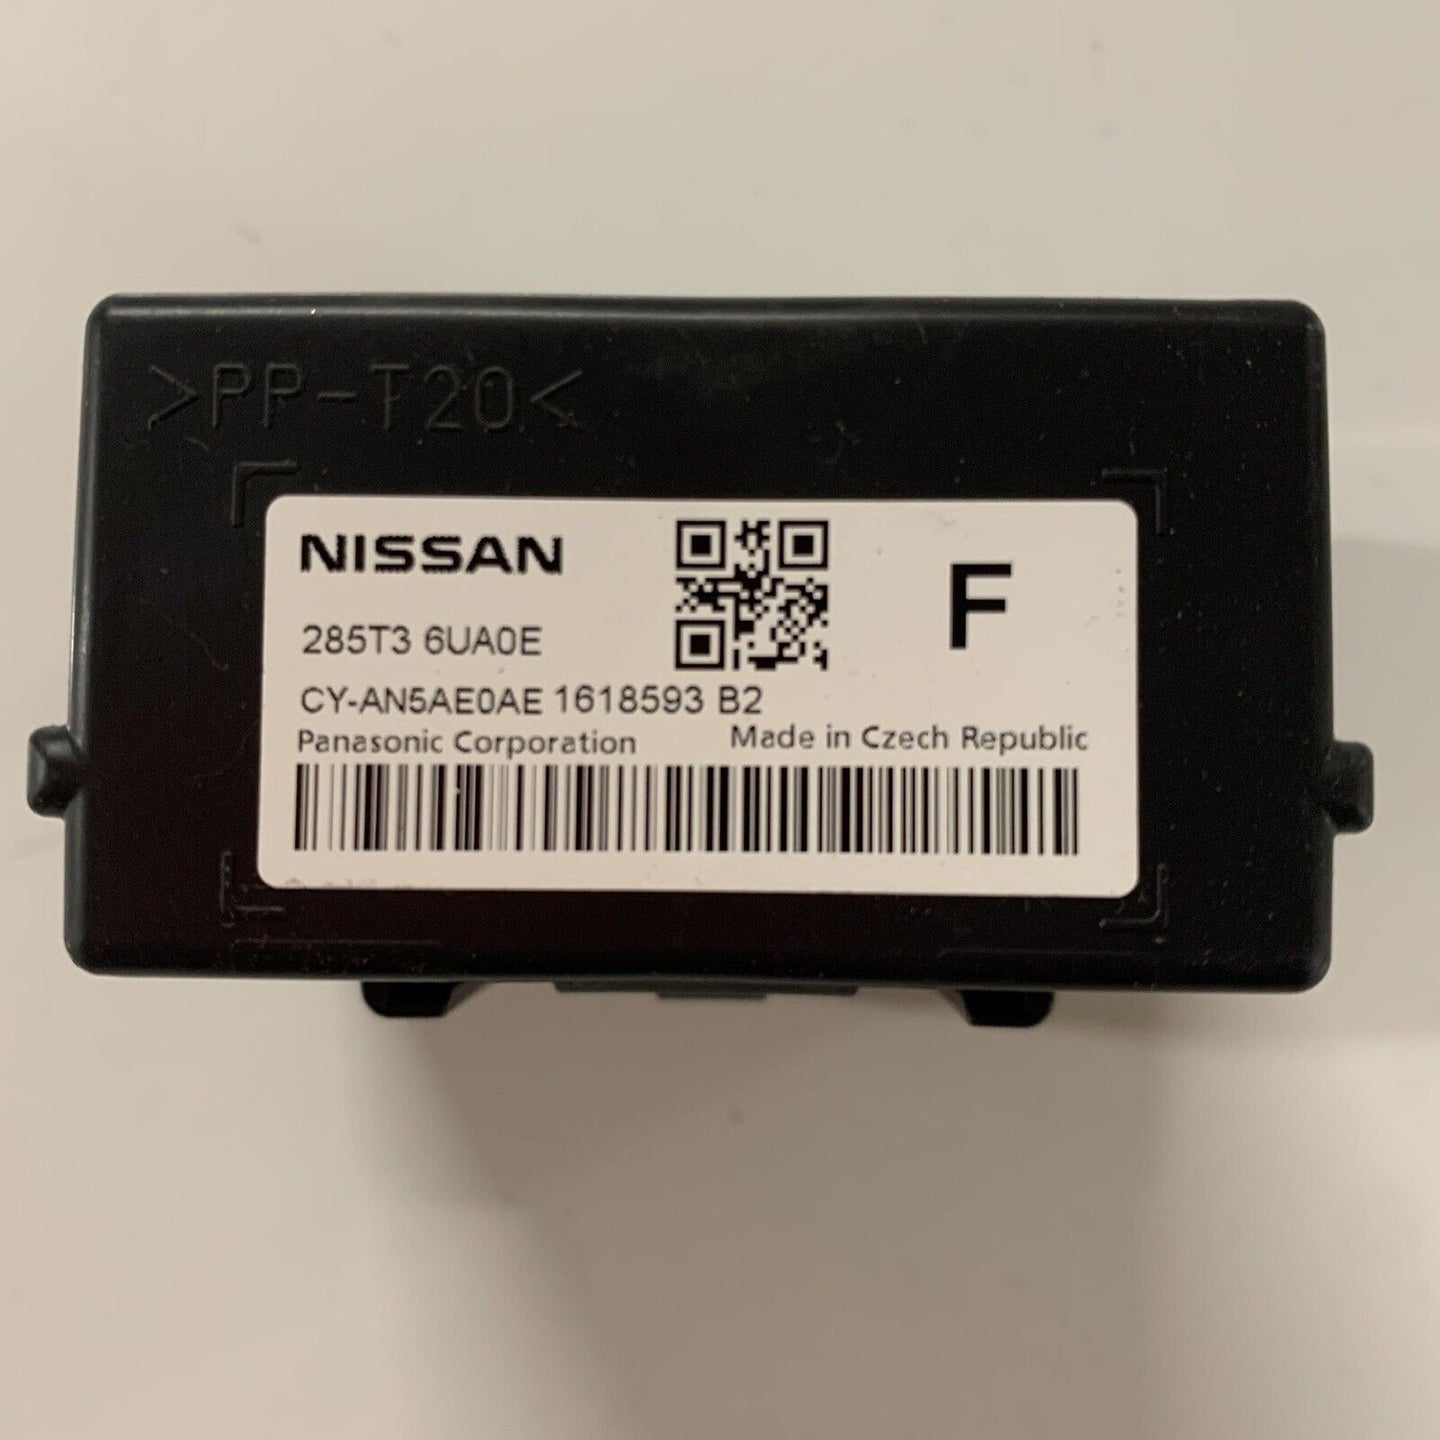 >PP-T20<
NISSAN
F
285T3 6UA0E
CY-AN5AE0AE 1618593 B2
Panasonic Corporation Made in Czech Republic